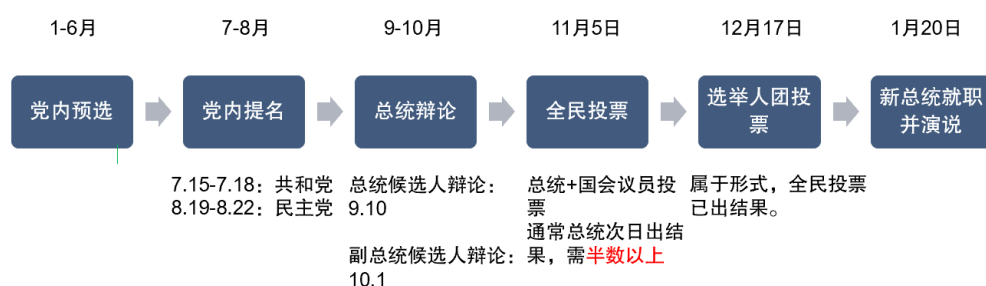 1-6月
7-8月
9-10月
11月5日
12月17日
1月20日
党内预选
党内提名
总统辩论
全民投票
选举人团投
票
新总统就职
并演说
7.15-7.18：共和党
8.19-8.22：民主党
总统候选人辩论：
9.10
副总统候选人辩论：
10.1
总统+国会议员投
票
通常总统次日出结
果，需半数以上
属于形式，全民投票
已出结果。